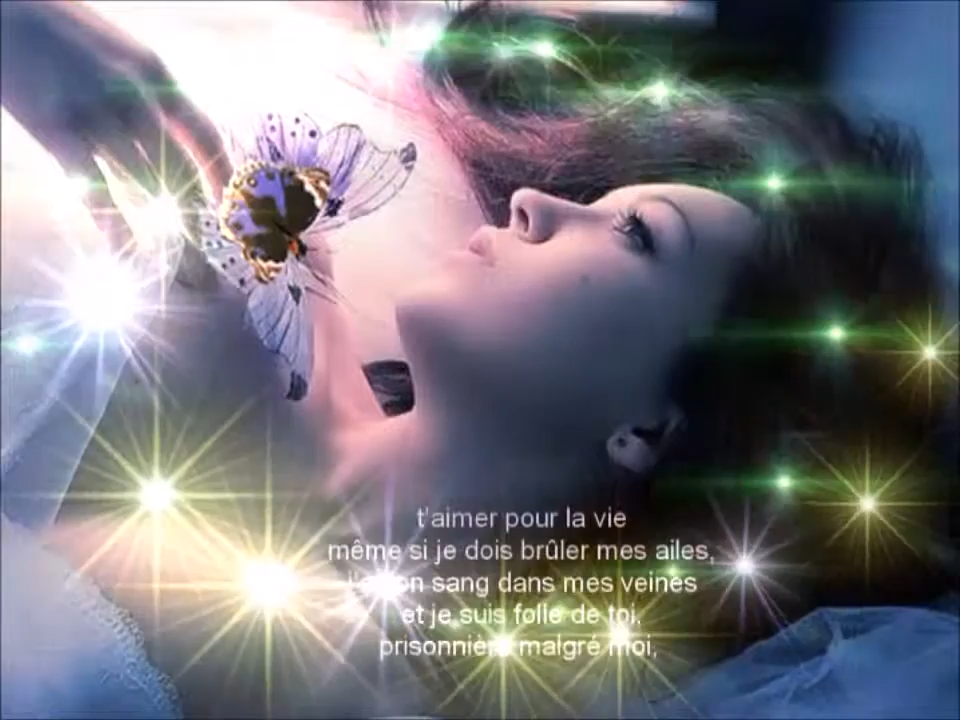 t'aimer pour la vie
même si je dois brûler mes ailes,
sang dans mes veines
et je suis folle de toi,
prisonnière malgré moi,